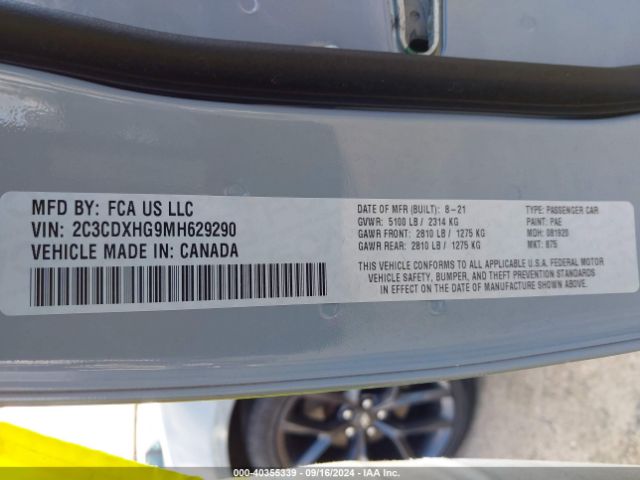 MFD BY: FCA US LLC
VIN: 2C3CDXHG9MH629290
VEHICLE MADE IN: CANADA
DATE OF MFR (BUILT): 8-21
GVWR: 5100 LB / 2314 KG
GAWR FRONT: 2810 LB / 1275 KG
GAWR REAR: 2810 LB / 1275 KG
TYPE: PASSENGER CAR
PAINT: PAE
MDH: 081920
MKT: 875
THIS VEHICLE CONFORMS TO ALL APPLICABLE U.S.A. FEDERAL MOTOR
VEHICLE SAFETY, BUMPER, AND THEFT PREVENTION STANDARDS
IN EFFECT ON THE DATE OF MANUFACTURE SHOWN ABOVE.
000-40355339 - 09/16/2024 - IAA Inc.